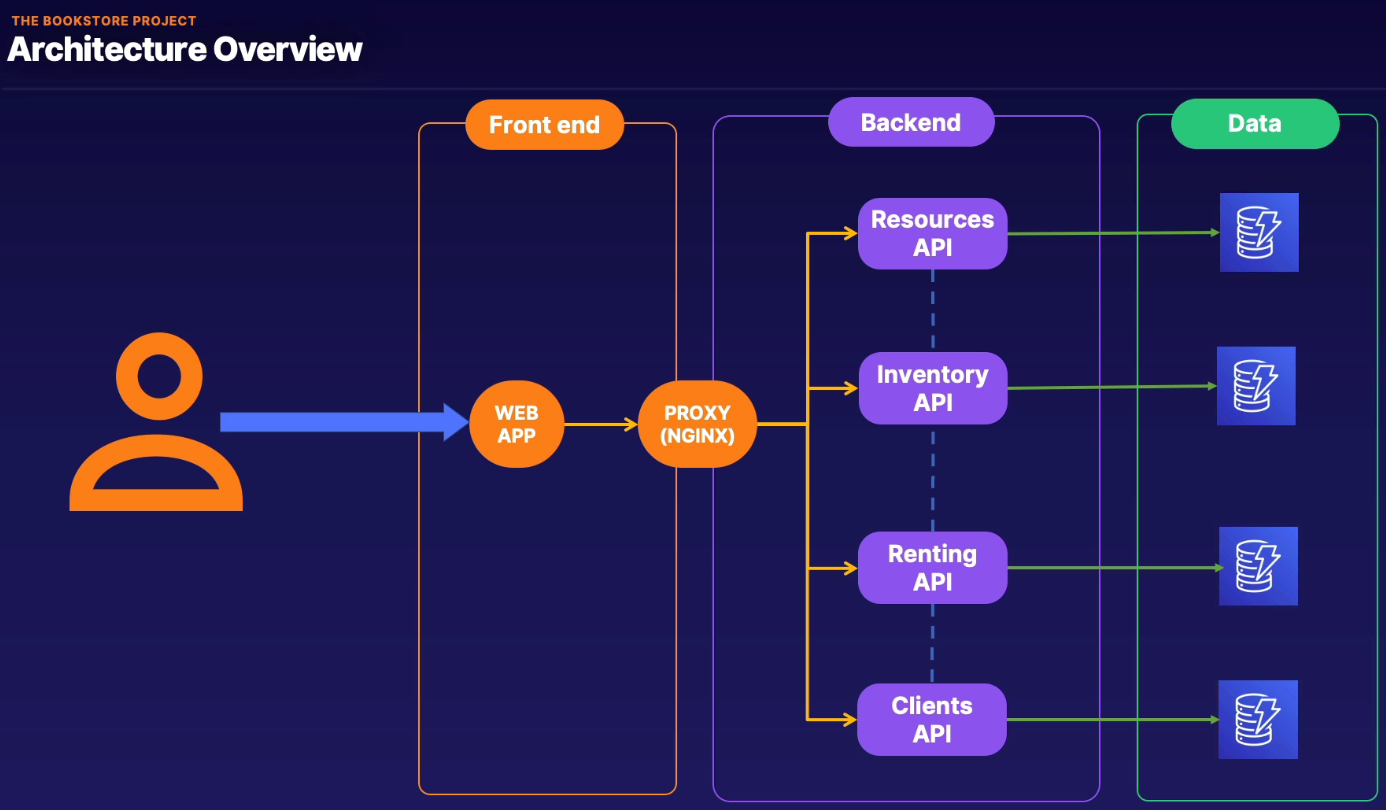 THE BOOKSTORE PROJECT
Architecture Overview
Front end
Backend
Data
Resources
API
Inventory
API
WEB
APP
PROXY
(NGINX)
Renting
API
Clients
API